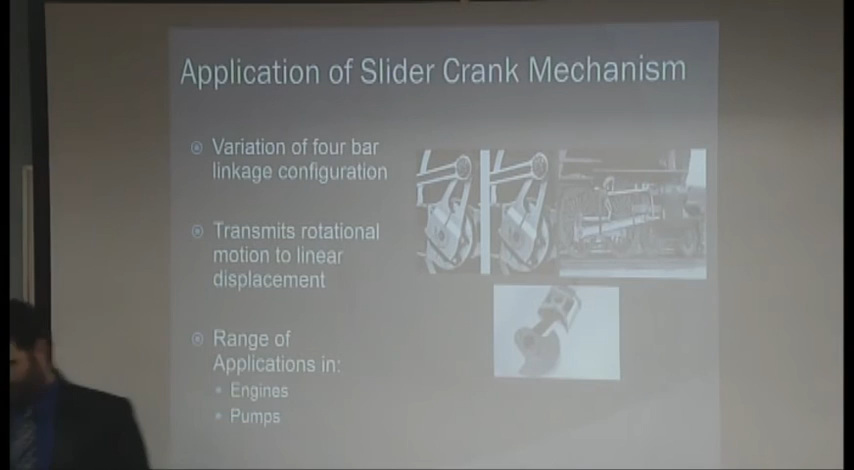 Application of Slider Crank Mechanism
Variation of four bar
linkage configuration
Transmits rotational
motion to linear
displacement
Range of
Applications in:
Engines
Pumps